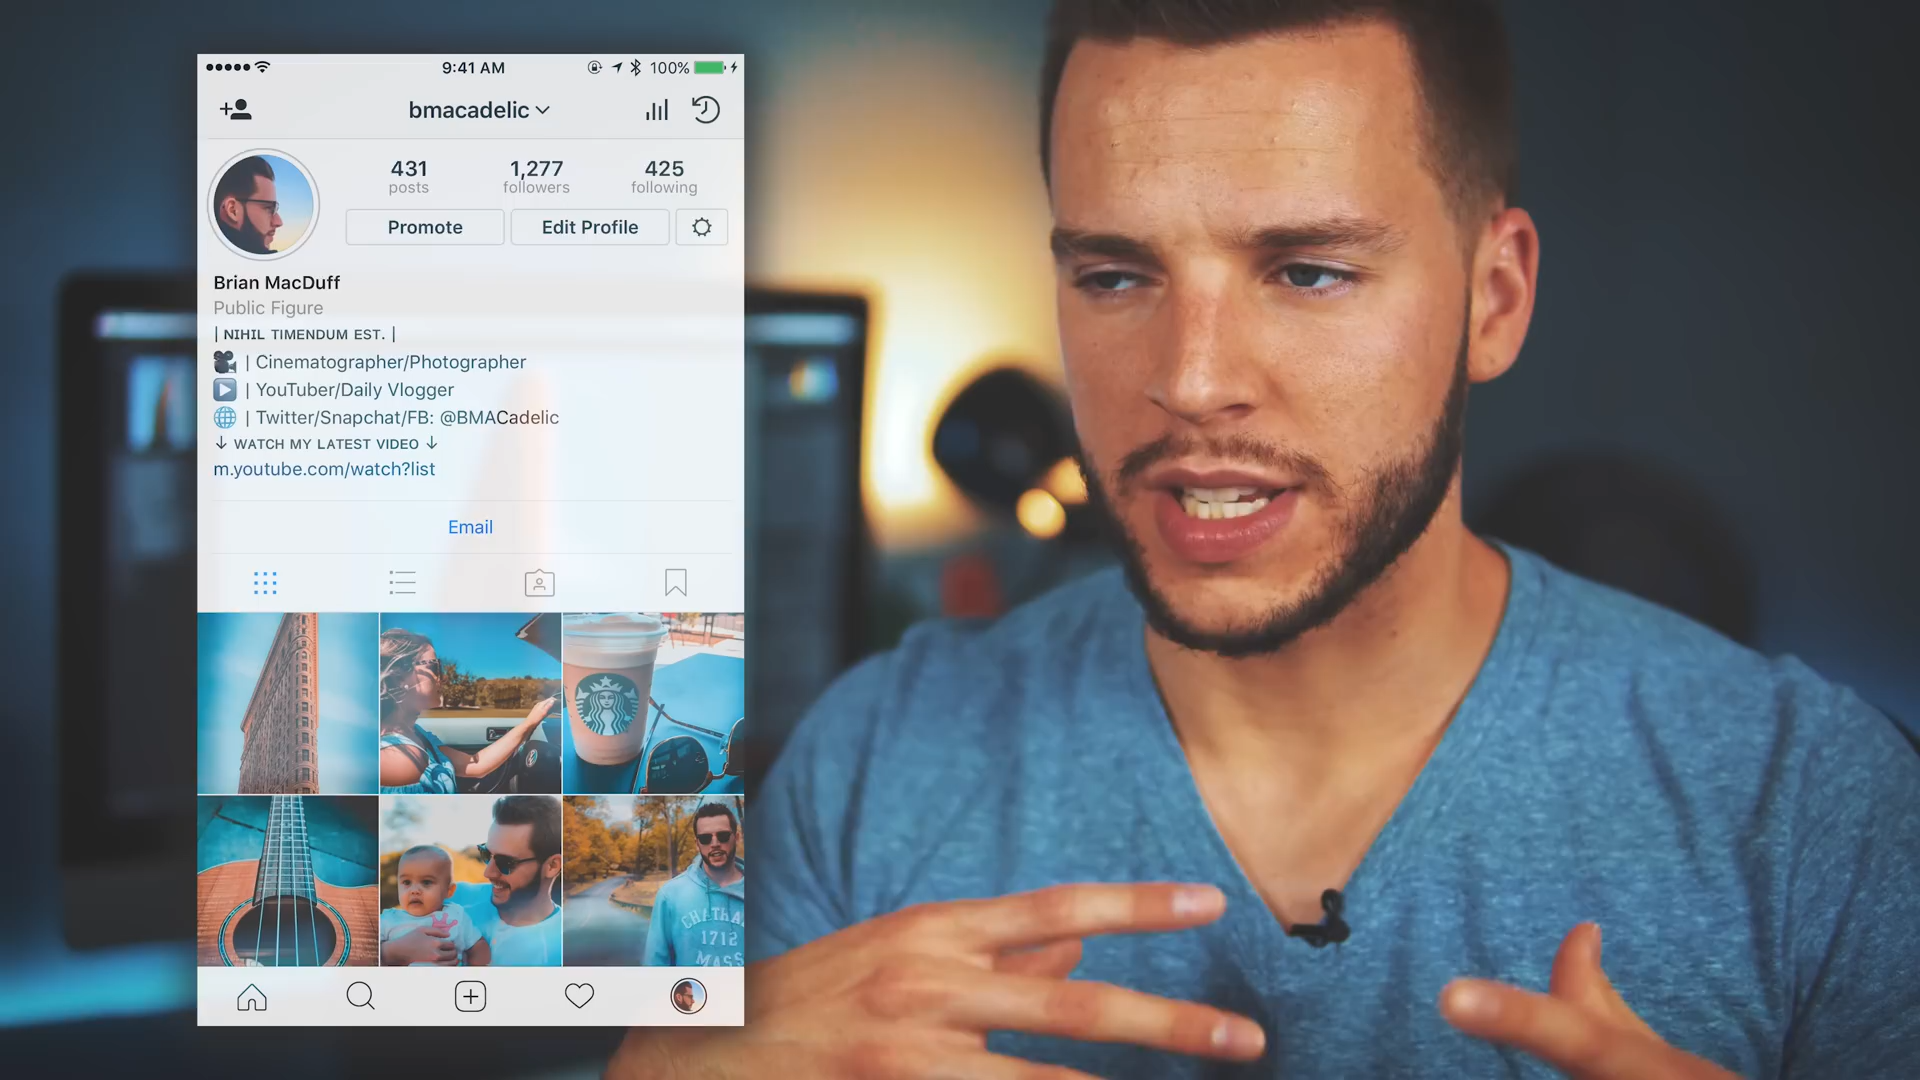 9:41 AM 100%
bmacadelic
431 1,277 425
posts followers following
Promote Edit Profile
Brian MacDuff
Public Figure
| NIHIL TIMENDUM EST. |
| Cinematographer/Photographer
| YouTuber/Daily Vlogger
| Twitter/Snapchat/FB: @BMACadelic
↓ WATCH MY LATEST VIDEO ↓
m.youtube.com/watch?list
Email
1712
MASS